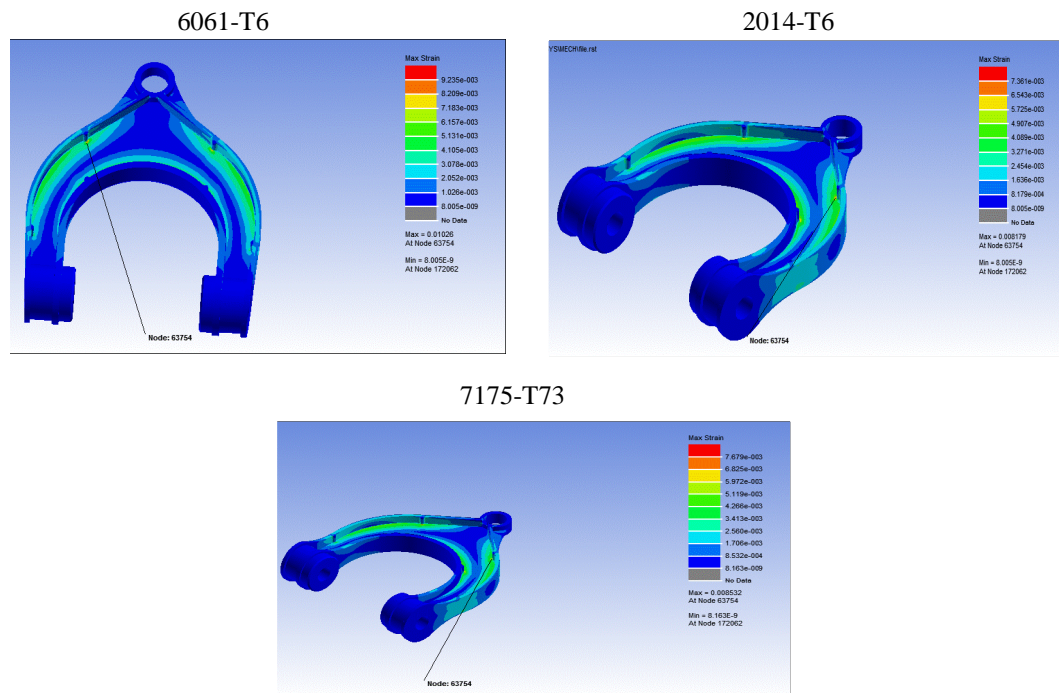 6061-T6
2014-T6
Max Strain
9.235e-003
8.209e-003
7.183e-003
6.157e-003
5.131e-003
4.105e-003
3.078e-003
2.052e-003
1.026e-003
8.005e-009
No Data
Max = 0.01026
At Node 63754
Min = 8.005E-9
At Node 172062
Node: 63754
YS\MECH\file.rst
Max Strain
7.361e-003
6.543e-003
5.725e-003
4.907e-003
4.089e-003
3.271e-003
2.454e-003
1.636e-003
8.179e-004
8.005e-009
No Data
Max = 0.008179
At Node 63754
Min = 8.005E-9
At Node 172062
Node: 63754
7175-T73
Max Strain
7.679e-003
6.825e-003
5.972e-003
5.119e-003
4.266e-003
3.413e-003
2.560e-003
1.706e-003
8.532e-004
8.163e-009
No Data
Max = 0.008532
At Node 63754
Min = 8.163E-9
At Node 172062
Node: 63754